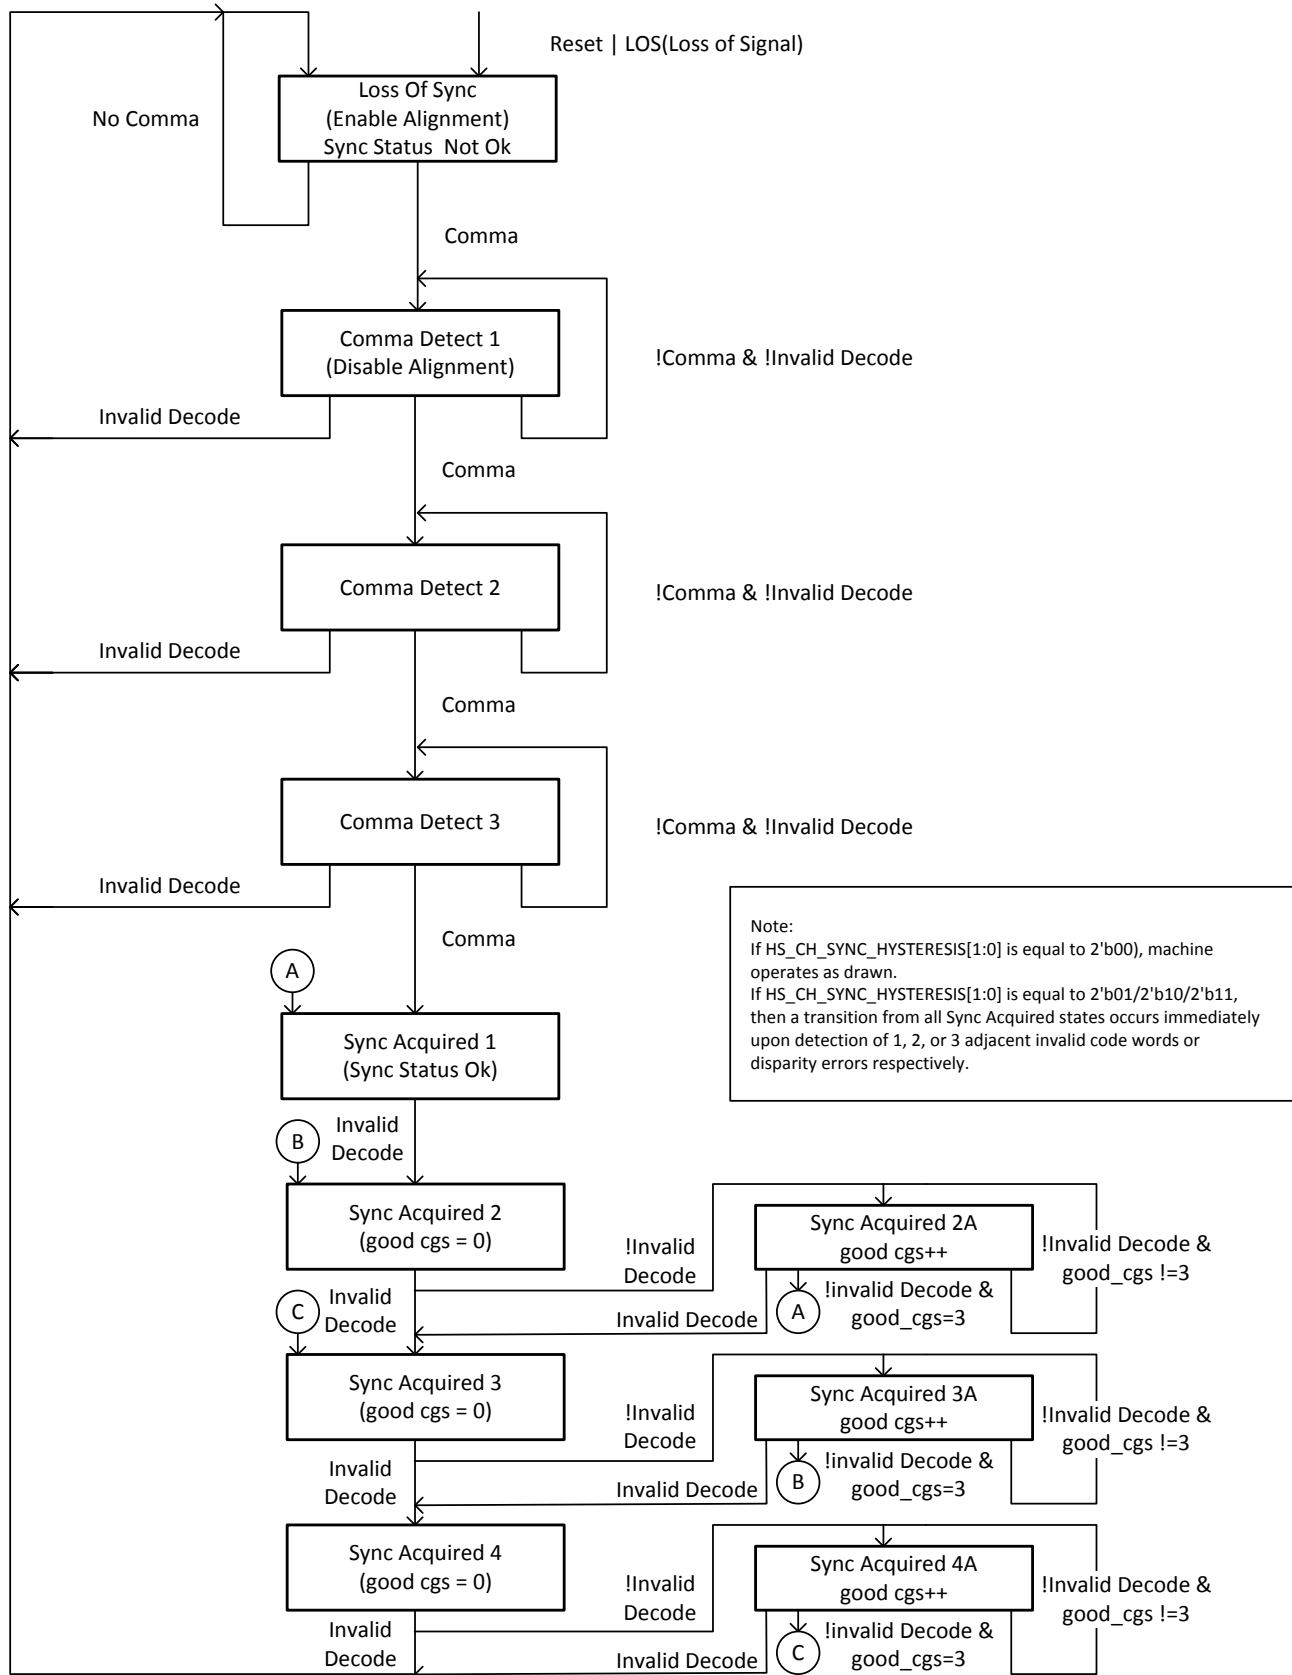 Reset | LOS(Loss of Signal)
Loss Of Sync
(Enable Alignment)
Sync Status  Not Ok
No Comma
Comma
Comma Detect 1
(Disable Alignment)
!Comma & !Invalid Decode
Invalid Decode
Comma
Comma Detect 2
!Comma & !Invalid Decode
Invalid Decode
Comma
Comma Detect 3
!Comma & !Invalid Decode
Invalid Decode
Comma
Note:
If HS_CH_SYNC_HYSTERESIS[1:0] is equal to 2'b00), machine
operates as drawn.
If HS_CH_SYNC_HYSTERESIS[1:0] is equal to 2'b01/2'b10/2'b11,
then a transition from all Sync Acquired states occurs immediately
upon detection of 1, 2, or 3 adjacent invalid code words or
disparity errors respectively.
A
Sync Acquired 1
(Sync Status Ok)
Invalid
Decode
B
Sync Acquired 2
(good cgs = 0)
!Invalid
Decode
Sync Acquired 2A
good cgs++
!Invalid Decode &
good_cgs !=3
Invalid
Decode
C
Invalid Decode
A
!invalid Decode &
good_cgs=3
Sync Acquired 3
(good cgs = 0)
!Invalid
Decode
Sync Acquired 3A
good cgs++
!Invalid Decode &
good_cgs !=3
Invalid
Decode
Invalid Decode
B
!invalid Decode &
good_cgs=3
Sync Acquired 4
(good cgs = 0)
!Invalid
Decode
Sync Acquired 4A
good cgs++
!Invalid Decode &
good_cgs !=3
Invalid
Decode
Invalid Decode
C
!invalid Decode &
good_cgs=3